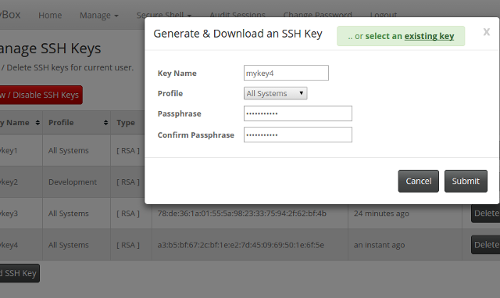 yBox Home Manage Secure Shell Audit Sessions Change Password Logout
anage SSH Keys
/ Delete SSH keys for current user.
w / Disable SSH Keys
Generate & Download an SSH Key
.. or select an existing key
X
Key Name mykey4
Profile All Systems
Passphrase •••••••••••
Confirm Passphrase •••••••••••
Cancel Submit
y Name Profile Type
ykey1 All Systems [ RSA ]
ykey2 Development [ RSA ]
ykey3 All Systems [ RSA ] 78:de:36:1a:01:55:5a:98:23:33:75:94:2f:62:bf:4b 24 minutes ago Delete
ykey4 All Systems [ RSA ] a3:b5:bf:67:2c:bf:1e:e2:7d:45:09:69:50:1e:6f:5e an instant ago Delete
d SSH Key